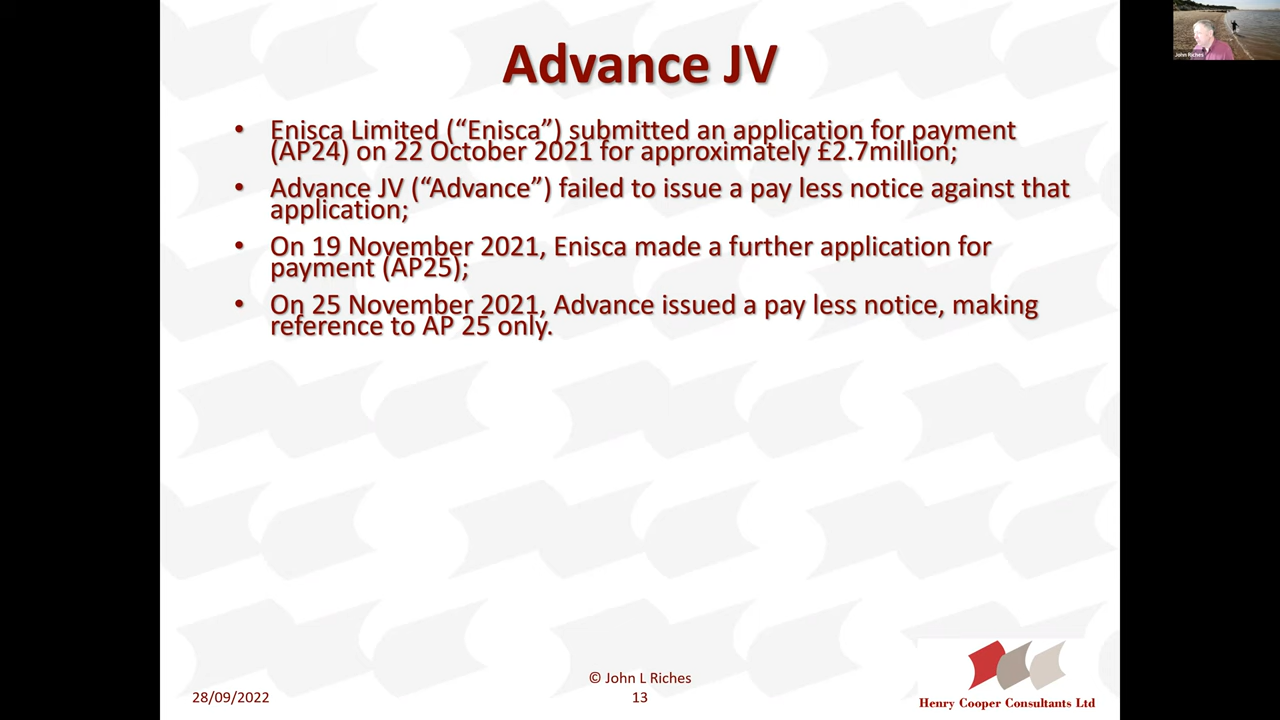 John Riches
Advance JV
• Enisca Limited (“Enisca”) submitted an application for payment
(AP24) on 22 October 2021 for approximately £2.7million;
• Advance JV (“Advance”) failed to issue a pay less notice against that
application;
• On 19 November 2021, Enisca made a further application for
payment (AP25);
• On 25 November 2021, Advance issued a pay less notice, making
reference to AP 25 only.
© John L Riches
28/09/2022
13
Henry Cooper Consultants Ltd